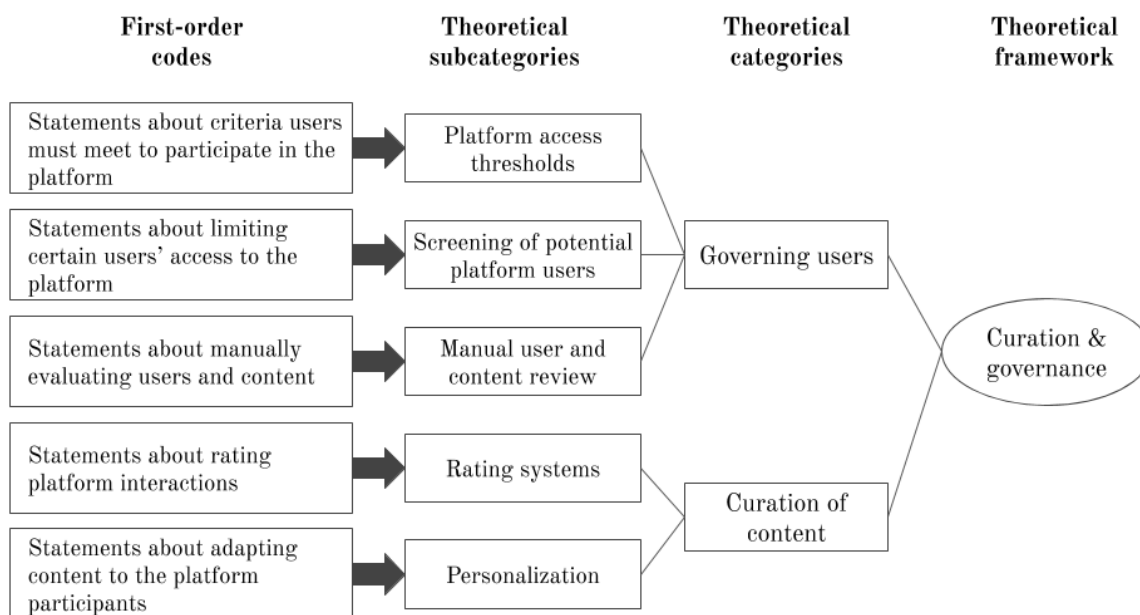 First-order
codes
Theoretical
subcategories
Theoretical
categories
Theoretical
framework
Statements about criteria users
must meet to participate in the
platform
Platform access
thresholds
Statements about limiting
certain users’ access to the
platform
Screening of potential
platform users
Governing users
Statements about manually
evaluating users and content
Manual user and
content review
Curation &
governance
Statements about rating
platform interactions
Rating systems
Curation of
content
Statements about adapting
content to the platform
participants
Personalization